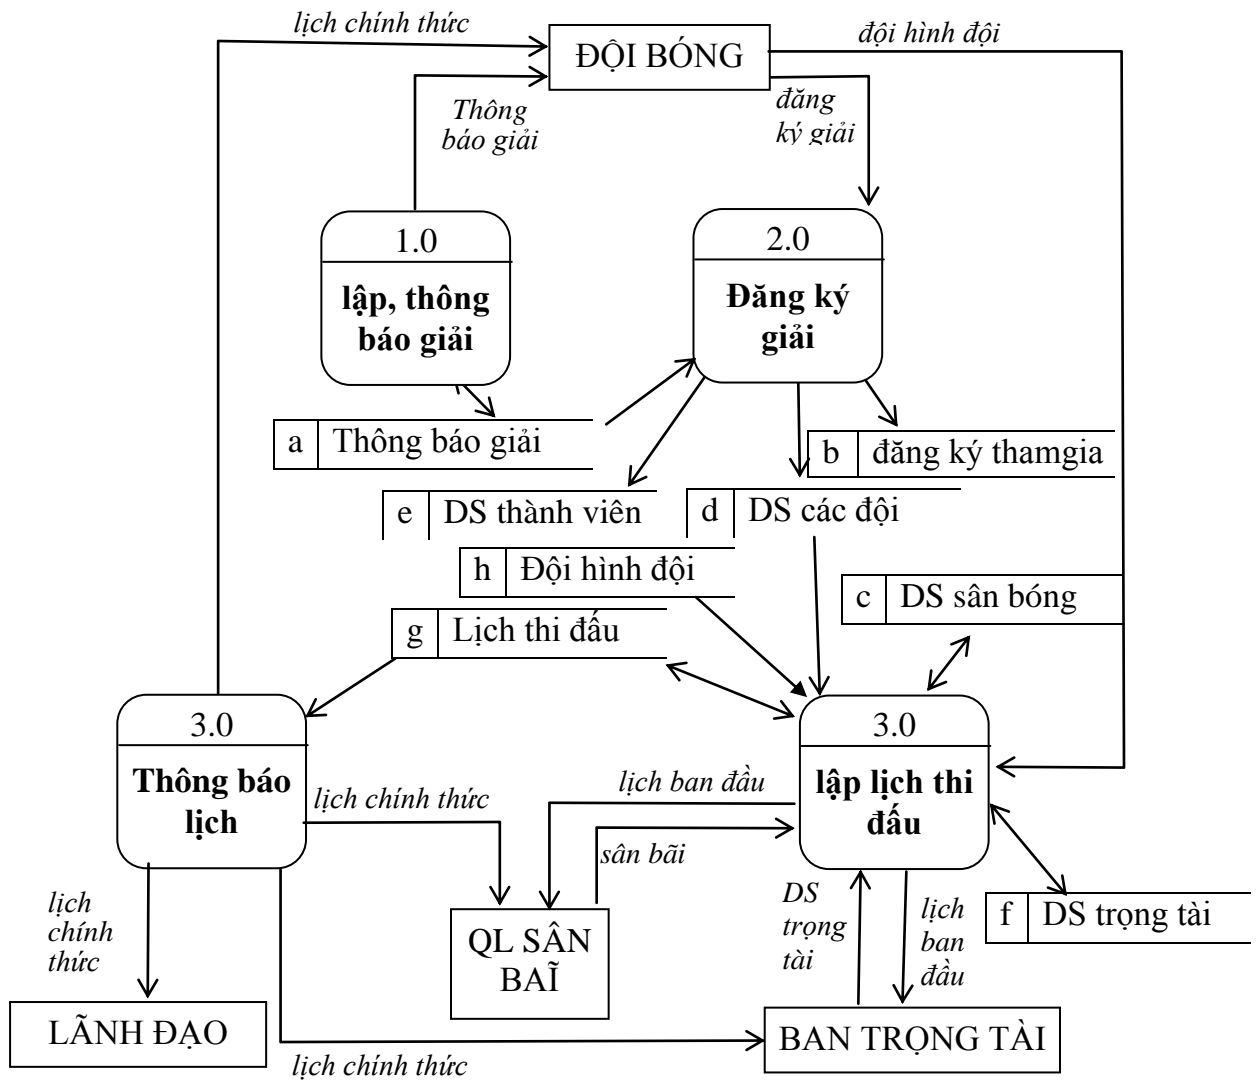 lịch chính thức
ĐỘI BÓNG
đội hình đội
Thông
báo giải
đăng
ký giải
1.0
lập, thông
báo giải
2.0
Đăng ký
giải
a Thông báo giải
b đăng ký thamgia
e DS thành viên
d DS các đội
h Đội hình đội
c DS sân bóng
g Lịch thi đấu
3.0
Thông báo
lịch
3.0
lập lịch thi
đấu
lịch chính thức
lịch ban đầu
sân bãi
lịch
chính
thức
QL SÂN
BAĨ
DS
trọng
tài
lịch
ban
đầu
f DS trọng tài
LÃNH ĐẠO
BAN TRỌNG TÀI
lịch chính thức